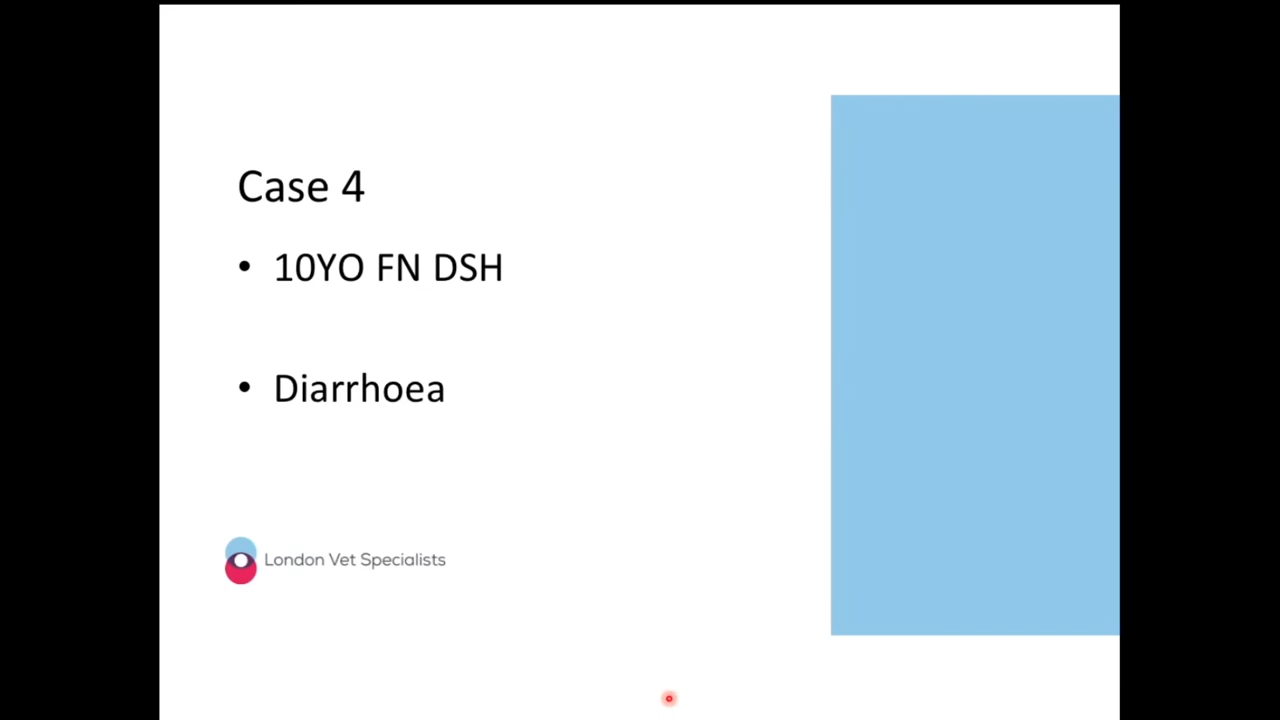 Case 4
• 10YO FN DSH
• Diarrhoea
London Vet Specialists